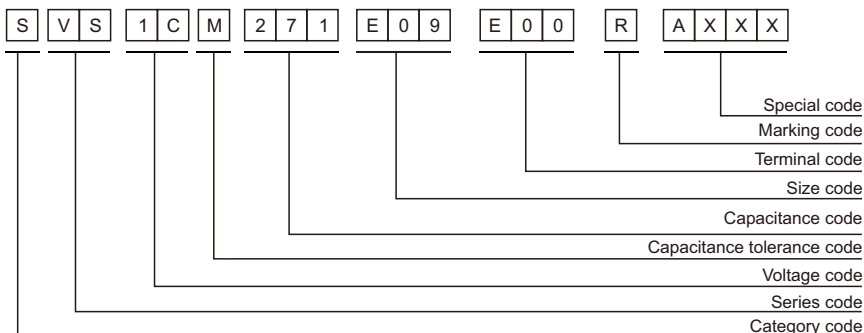 S V S 1 C M 2 7 1 E 0 9 E 0 0 R A X X X
Special code
Marking code
Terminal code
Size code
Capacitance code
Capacitance tolerance code
Voltage code
Series code
Category code